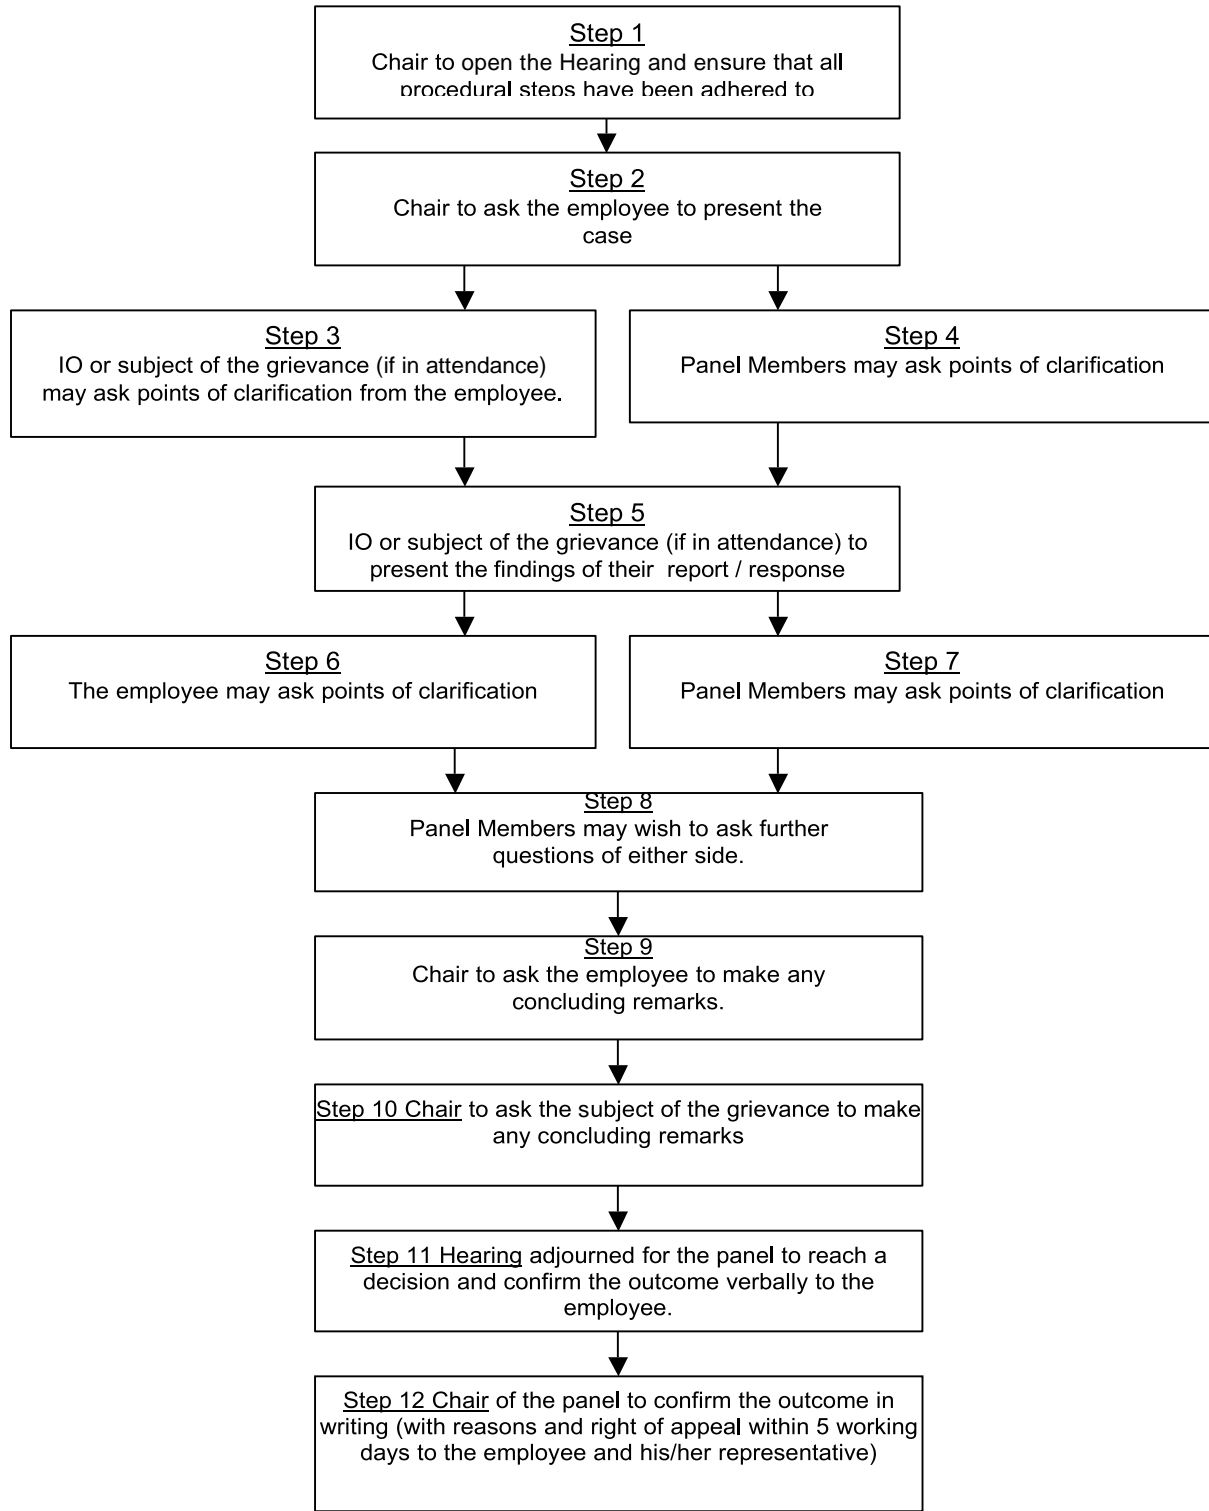 Step 1
Chair to open the Hearing and ensure that all
procedural steps have been adhered to
Step 2
Chair to ask the employee to present the
case
Step 3
IO or subject of the grievance (if in attendance)
may ask points of clarification from the employee.
Step 4
Panel Members may ask points of clarification
Step 5
IO or subject of the grievance (if in attendance) to
present the findings of their report / response
Step 6
The employee may ask points of clarification
Step 7
Panel Members may ask points of clarification
Step 8
Panel Members may wish to ask further
questions of either side.
Step 9
Chair to ask the employee to make any
concluding remarks.
Step 10 Chair to ask the subject of the grievance to make
any concluding remarks
Step 11 Hearing adjourned for the panel to reach a
decision and confirm the outcome verbally to the
employee.
Step 12 Chair of the panel to confirm the outcome in
writing (with reasons and right of appeal within 5 working
days to the employee and his/her representative)